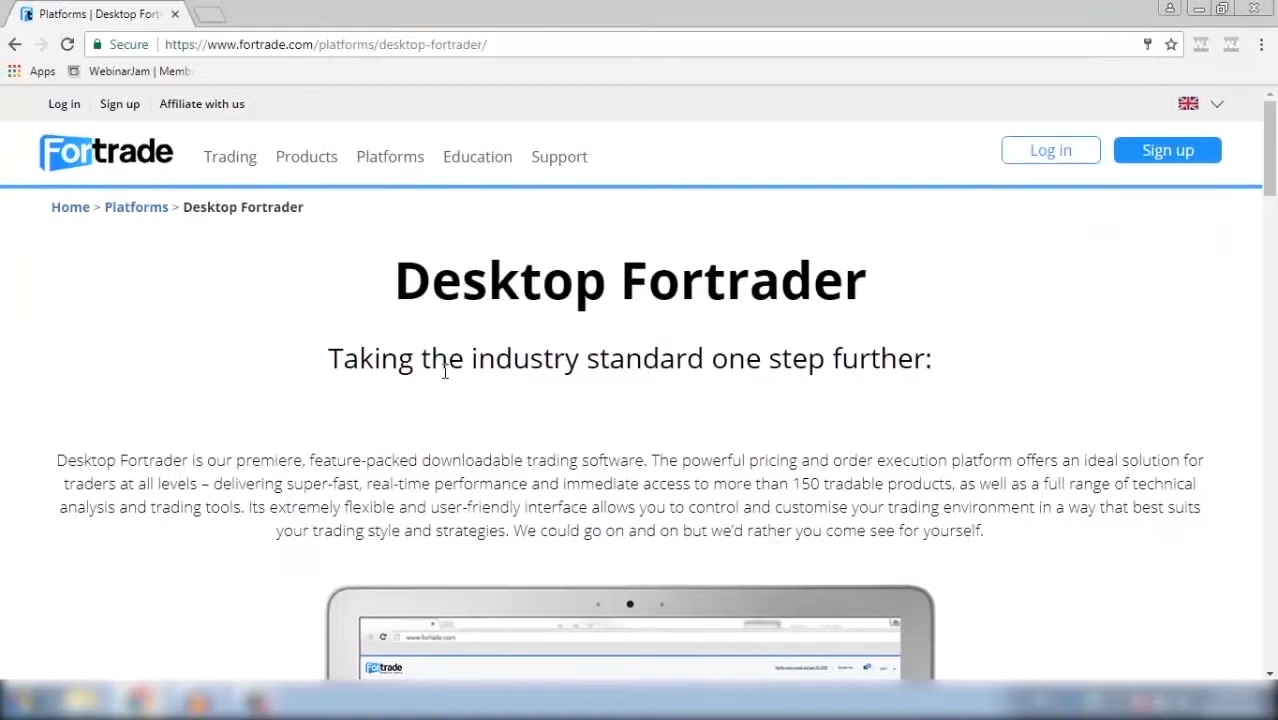 Platforms | Desktop Fort
Secure https://www.fortrade.com/platforms/desktop-fortrader/
Apps WebinarJam | Memb
Log in Sign up Affiliate with us
Fortrade Trading Products Platforms Education Support Log in Sign up
Home > Platforms > Desktop Fortrader
Desktop Fortrader
Taking the industry standard one step further:
Desktop Fortrader is our premiere, feature-packed downloadable trading software. The powerful pricing and order execution platform offers an ideal solution for
traders at all levels – delivering super-fast, real-time performance and immediate access to more than 150 tradable products, as well as a full range of technical
analysis and trading tools. Its extremely flexible and user-friendly interface allows you to control and customise your trading environment in a way that best suits
your trading style and strategies. We could go on and on but we’d rather you come see for yourself.
www.fortrade.com
Fortrade